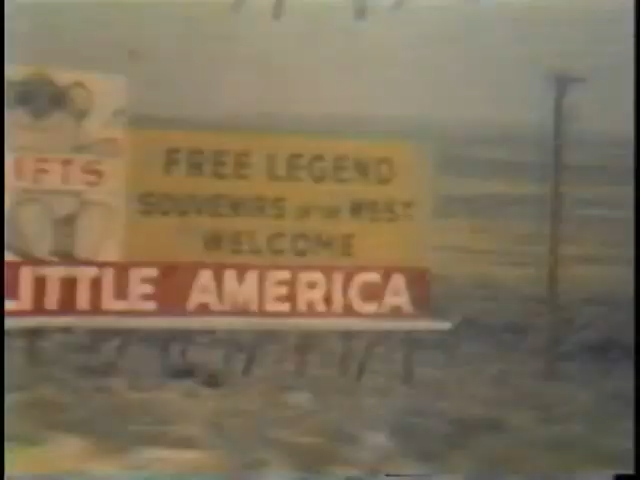 IFTS
FREE LEGEND
SOUVENIRS OF THE WEST
WELCOME
LITTLE AMERICA